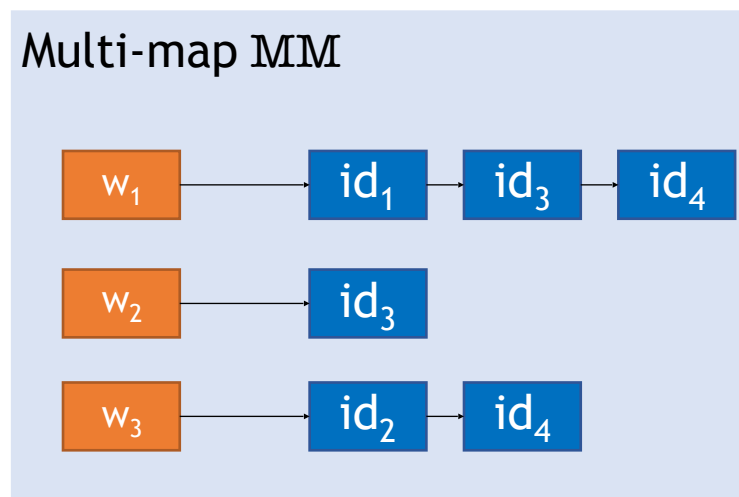 Multi-map 𝕄𝕄
w₁ id₁ id₃ id₄
w₂ id₃
w₃ id₂ id₄